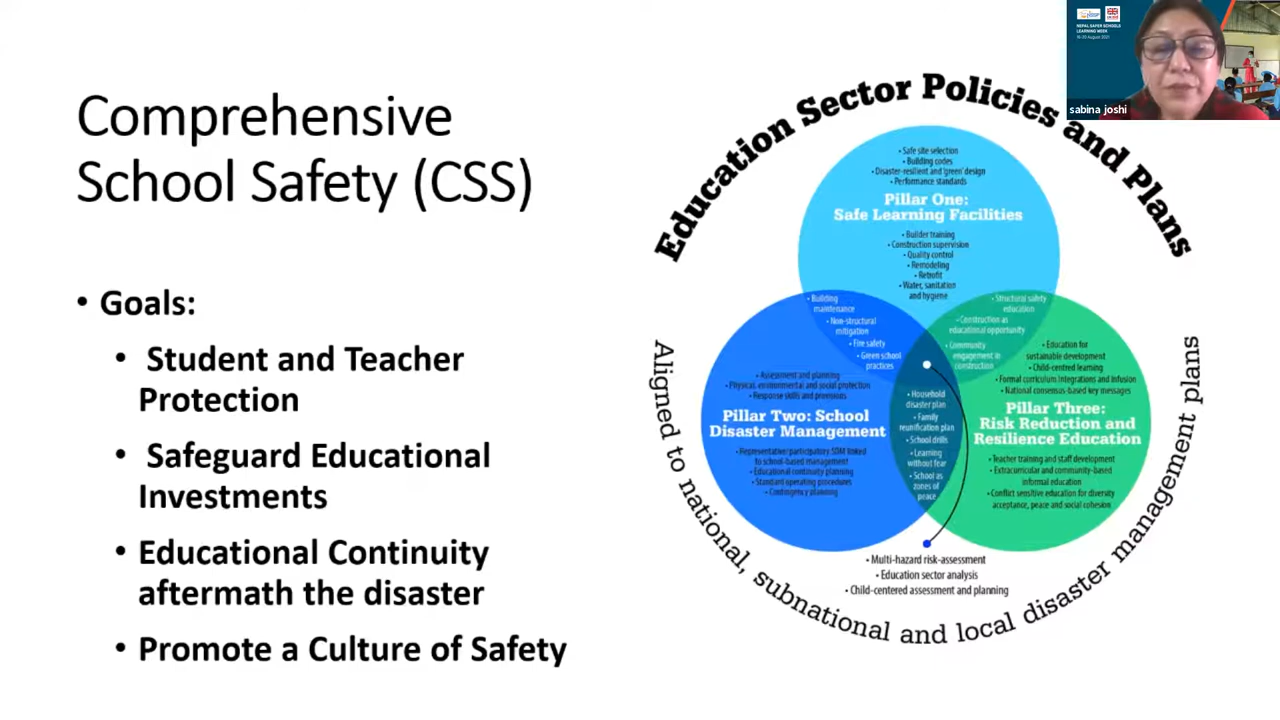 Comprehensive
School Safety (CSS)
• Goals:
• Student and Teacher
Protection
• Safeguard Educational
Investments
• Educational Continuity
aftermath the disaster
• Promote a Culture of Safety
Education Sector Policies and Plans
• Safe site selection
• Building codes
• Disaster-resilient and 'green' design
• Performance standards
Pillar One:
Safe Learning Facilities
• Builder training
• Construction supervision
• Quality control
• Remodeling
• Retrofit
• Water, sanitation
and hygiene
• Building
maintenance
• Non-structural
mitigation
• Fire safety
• Green school
practices
• Structural safety
education
• Construction as
educational opportunity
• Community
engagement in
construction
• Assessment and planning
• Physical, environmental and social protection
• Response skills and provisions
Pillar Two: School
Disaster Management
• Representative/participatory SDM linked
to school-based management
• Educational continuity planning
• Standard operating procedures
• Contingency planning
• Household
disaster plan
• Family
reunification plan
• School drills
• Learning
without fear
• School as
zones of
peace
• Education for
sustainable development
• Child-centred learning
• Formal curriculum integrations and infusion
• National consensus-based key messages
Pillar Three:
Risk Reduction and
Resilience Education
• Teacher training and staff development
• Extracurricular and community-based
informal education
• Conflict sensitive education for diversity
acceptance, peace and social cohesion
• Multi-hazard risk-assessment
• Education sector analysis
• Child-centered assessment and planning
Aligned to national, subnational and local disaster management plans
NEPAL SAFER SCHOOLS
LEARNING WEEK
sabina joshi